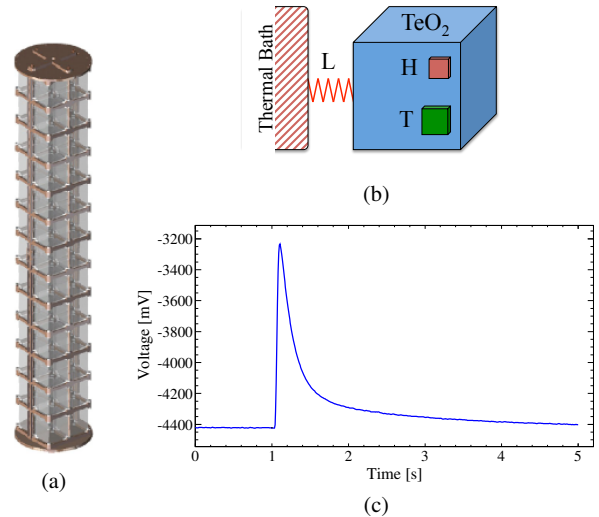 (a)
Thermal Bath
L
TeO₂
H
T
(b)
Voltage [mV]
-3200
-3400
-3600
-3800
-4000
-4200
-4400
0
1
2
3
4
5
Time [s]
(c)